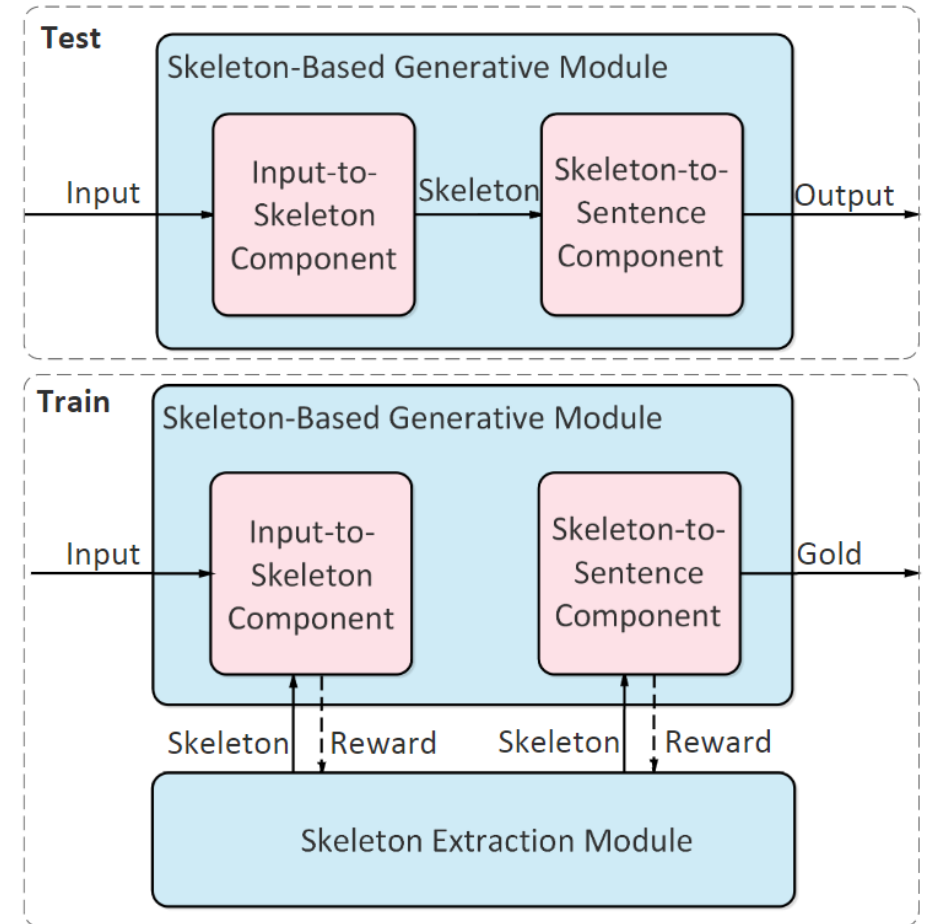 Test
Skeleton-Based Generative Module
Input
Input-to-
Skeleton
Component
Skeleton
Skeleton-to-
Sentence
Component
Output
Train
Skeleton-Based Generative Module
Input
Input-to-
Skeleton
Component
Skeleton-to-
Sentence
Component
Gold
Skeleton
Reward
Skeleton
Reward
Skeleton Extraction Module